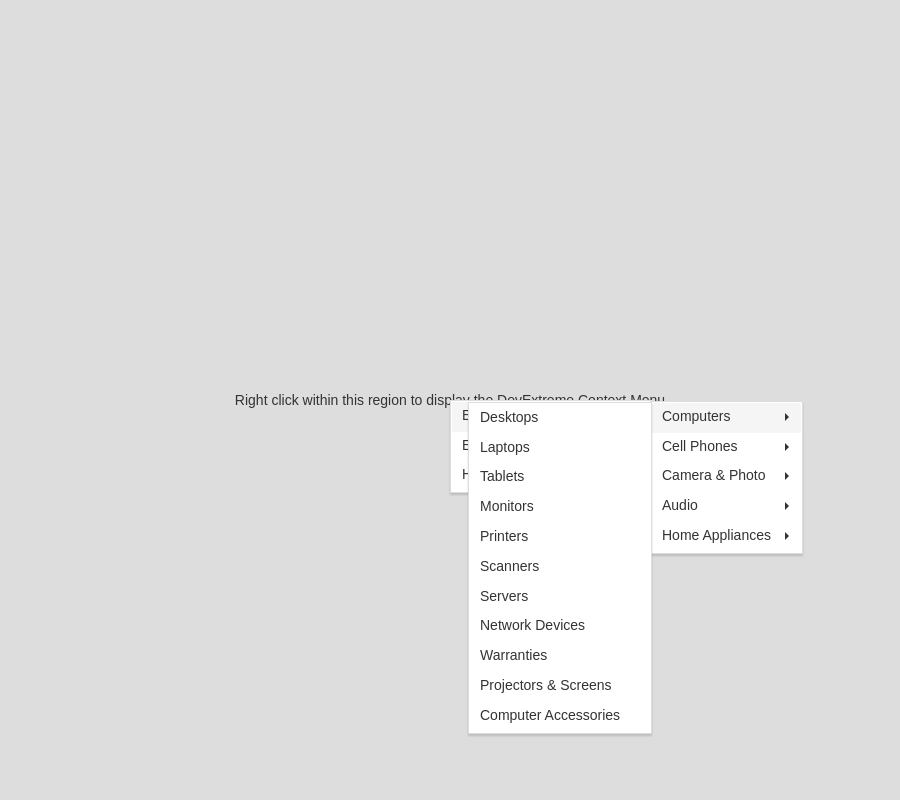 Right click within this region to display the DevExtreme Context Menu
Desktops
Laptops
Tablets
Monitors
Printers
Scanners
Servers
Network Devices
Warranties
Projectors & Screens
Computer Accessories
Computers
Cell Phones
Camera & Photo
Audio
Home Appliances